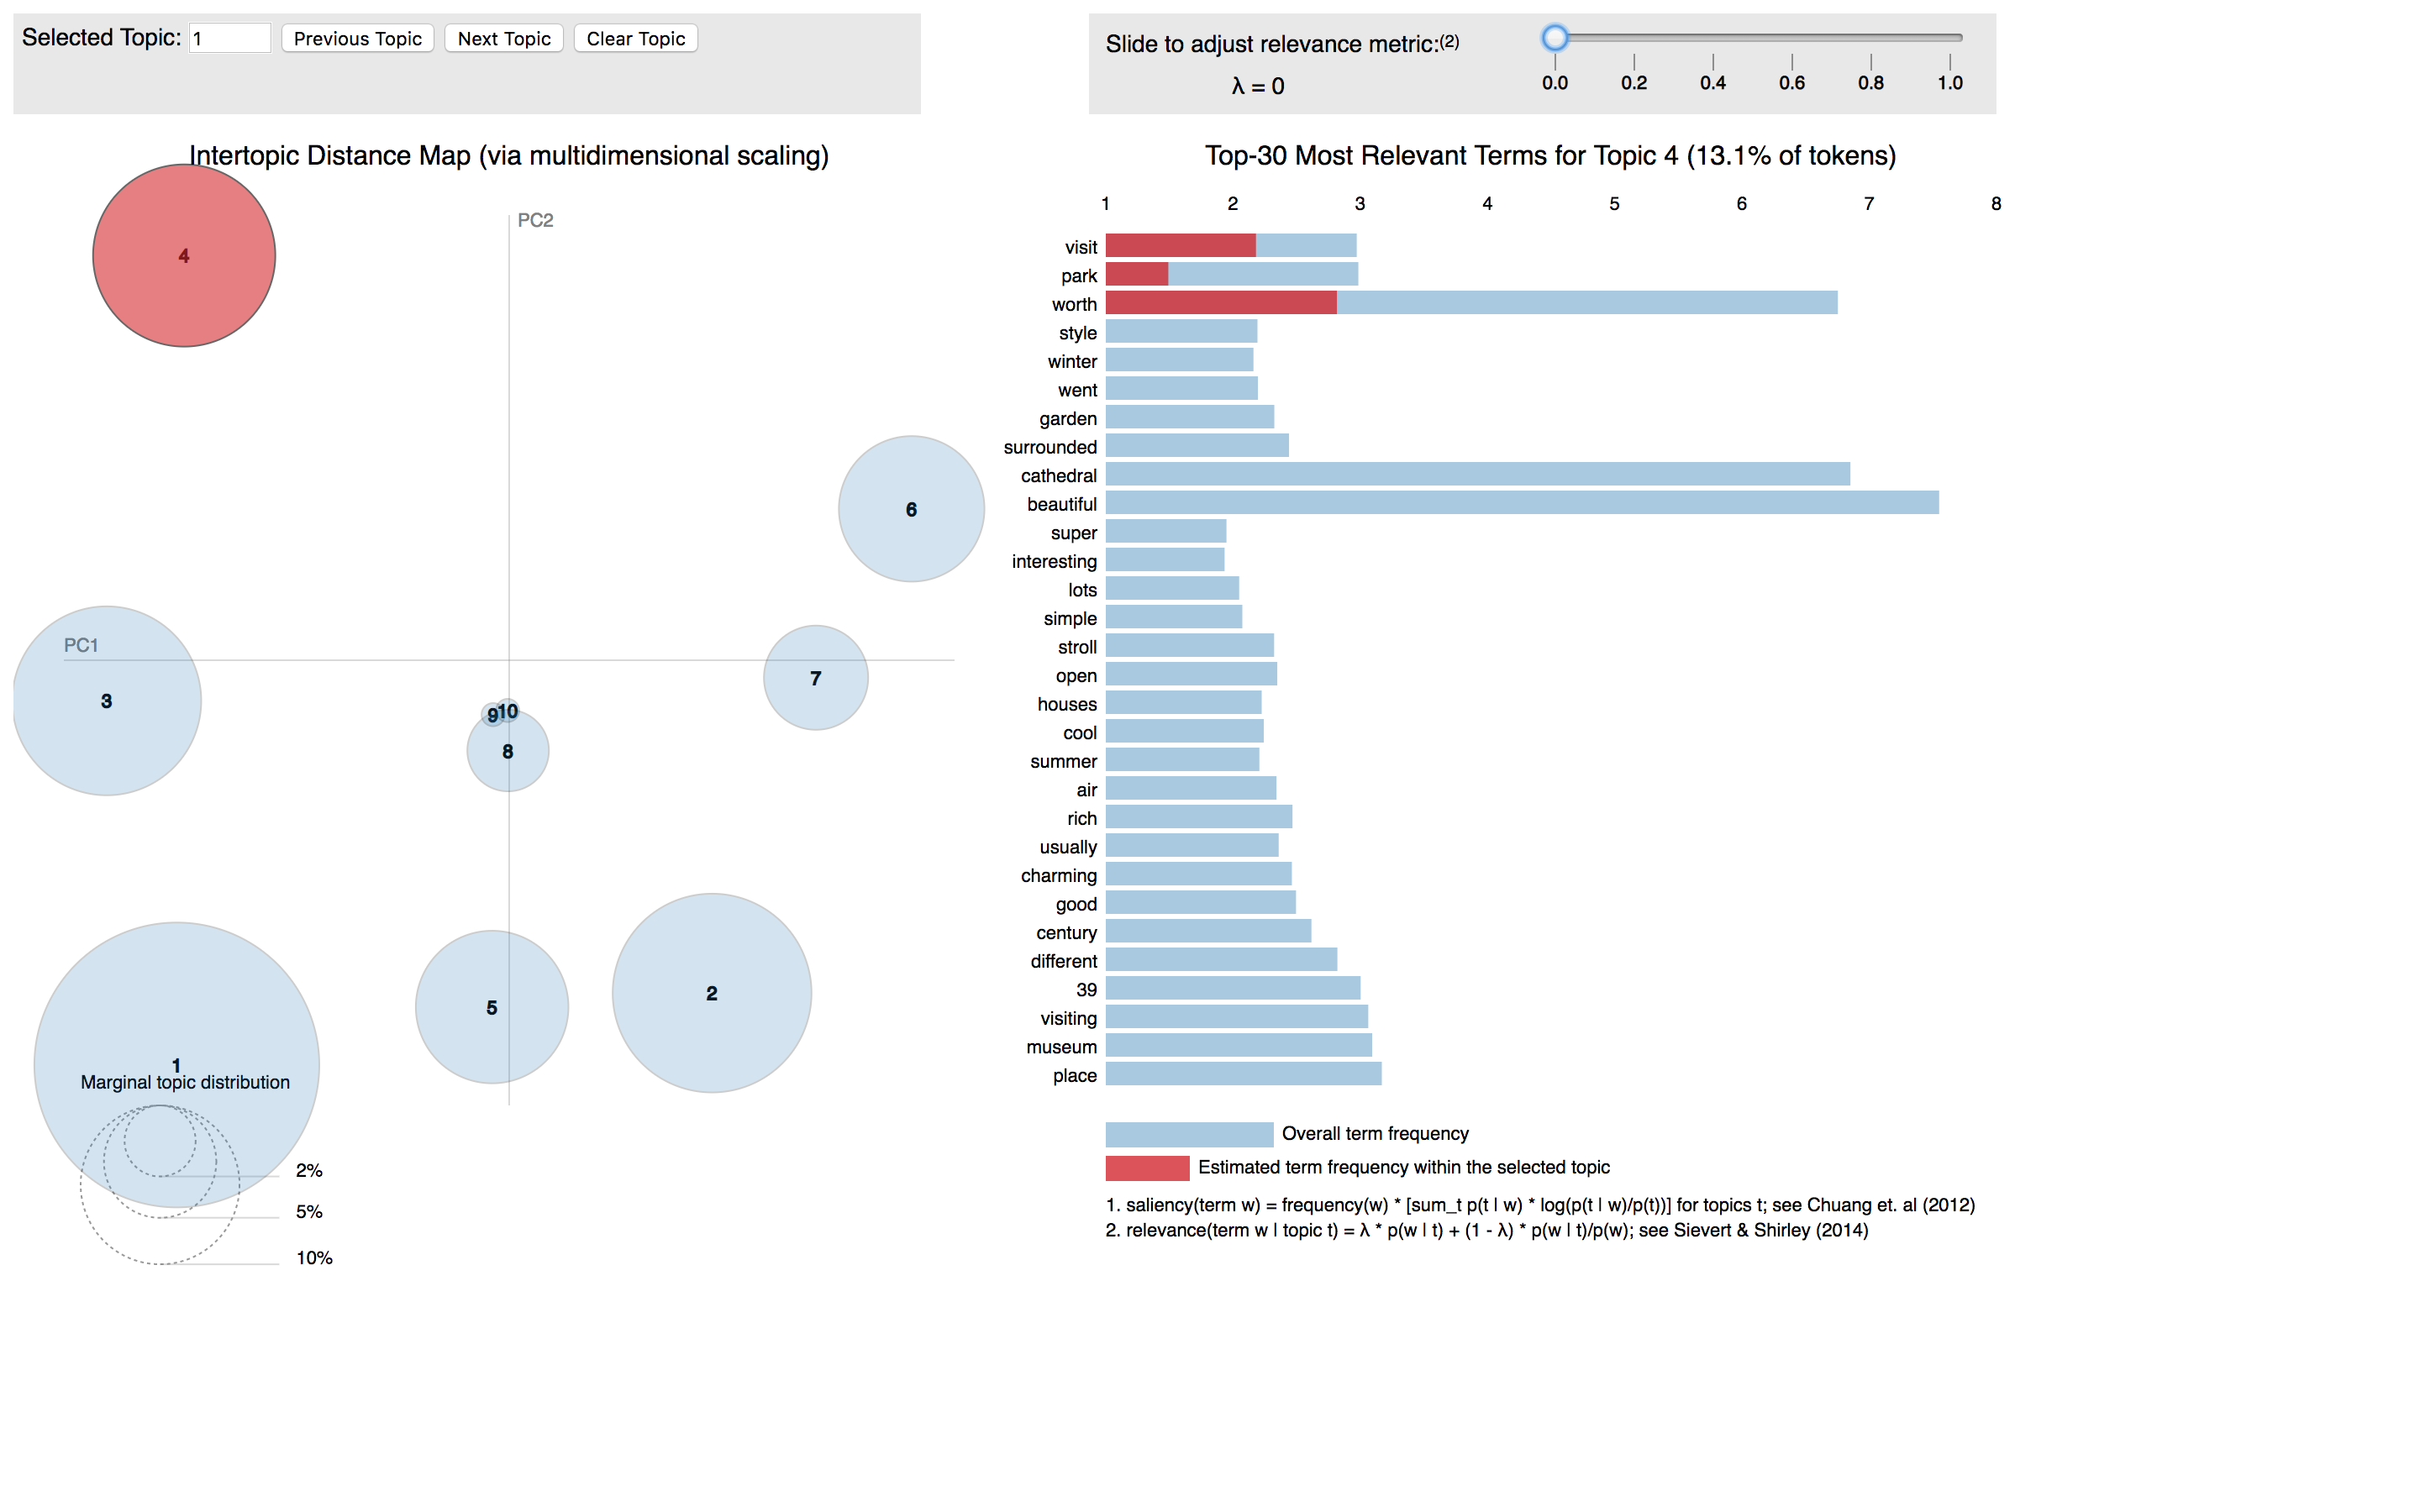 Selected Topic: 1 Previous Topic Next Topic Clear Topic
Slide to adjust relevance metric:(2)
λ = 0
0.0 0.2 0.4 0.6 0.8 1.0
Intertopic Distance Map (via multidimensional scaling)
PC2
PC1
4
6
3
7
9
10
8
5
2
1
Marginal topic distribution
2%
5%
10%
Top-30 Most Relevant Terms for Topic 4 (13.1% of tokens)
1 2 3 4 5 6 7 8
visit
park
worth
style
winter
went
garden
surrounded
cathedral
beautiful
super
interesting
lots
simple
stroll
open
houses
cool
summer
air
rich
usually
charming
good
century
different
39
visiting
museum
place
Overall term frequency
Estimated term frequency within the selected topic
1. saliency(term w) = frequency(w) * [sum_t p(t | w) * log(p(t | w)/p(t))] for topics t; see Chuang et. al (2012)
2. relevance(term w | topic t) = λ * p(w | t) + (1 - λ) * p(w | t)/p(w); see Sievert & Shirley (2014)